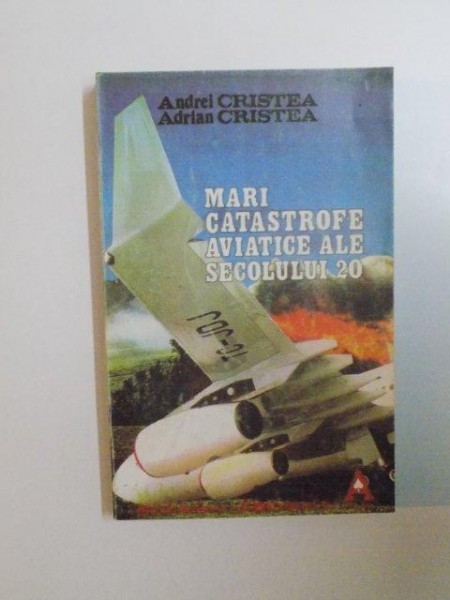 Andrei CRISTEA
Adrian CRISTEA
MARI
CATASTROFE
AVIATICE ALE
SECOLULUI 20